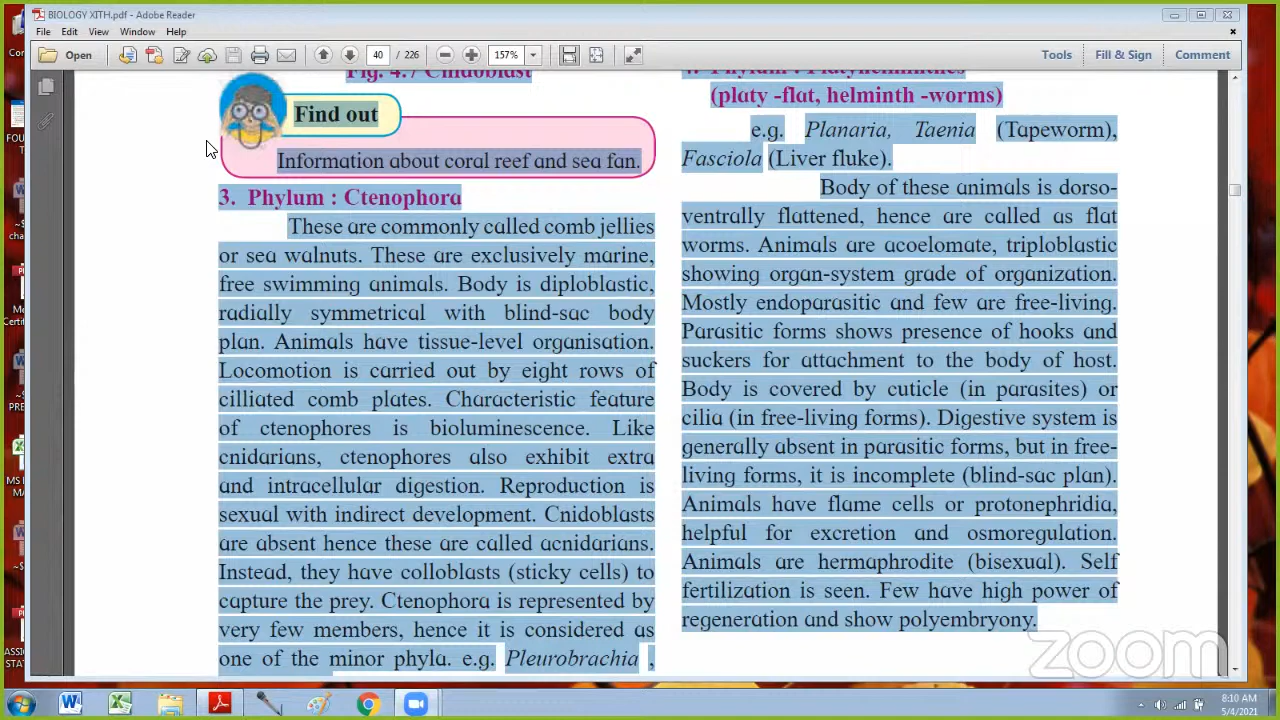 BIOLOGY XITH.pdf - Adobe Reader
File Edit View Window Help
Open 40 / 226 157% Tools Fill & Sign Comment
Fig. 4.7 Cnidoblast
Find out
Information about coral reef and sea fan.
3. Phylum : Ctenophora
These are commonly called comb jellies
or sea walnuts. These are exclusively marine,
free swimming animals. Body is diploblastic,
radially symmetrical with blind-sac body
plan. Animals have tissue-level organisation.
Locomotion is carried out by eight rows of
cilliated comb plates. Characteristic feature
of ctenophores is bioluminescence. Like
cnidarians, ctenophores also exhibit extra
and intracellular digestion. Reproduction is
sexual with indirect development. Cnidoblasts
are absent hence these are called acnidarians.
Instead, they have colloblasts (sticky cells) to
capture the prey. Ctenophora is represented by
very few members, hence it is considered as
one of the minor phyla. e.g. Pleurobrachia ,
4. Phylum : Platyhelminthes
(platy -flat, helminth -worms)
e.g. Planaria, Taenia (Tapeworm),
Fasciola (Liver fluke).
Body of these animals is dorso-
ventrally flattened, hence are called as flat
worms. Animals are acoelomate, triploblastic
showing organ-system grade of organization.
Mostly endoparasitic and few are free-living.
Parasitic forms shows presence of hooks and
suckers for attachment to the body of host.
Body is covered by cuticle (in parasites) or
cilia (in free-living forms). Digestive system is
generally absent in parasitic forms, but in free-
living forms, it is incomplete (blind-sac plan).
Animals have flame cells or protonephridia,
helpful for excretion and osmoregulation.
Animals are hermaphrodite (bisexual). Self
fertilization is seen. Few have high power of
regeneration and show polyembryony.
zoom
8:10 AM
5/4/2021